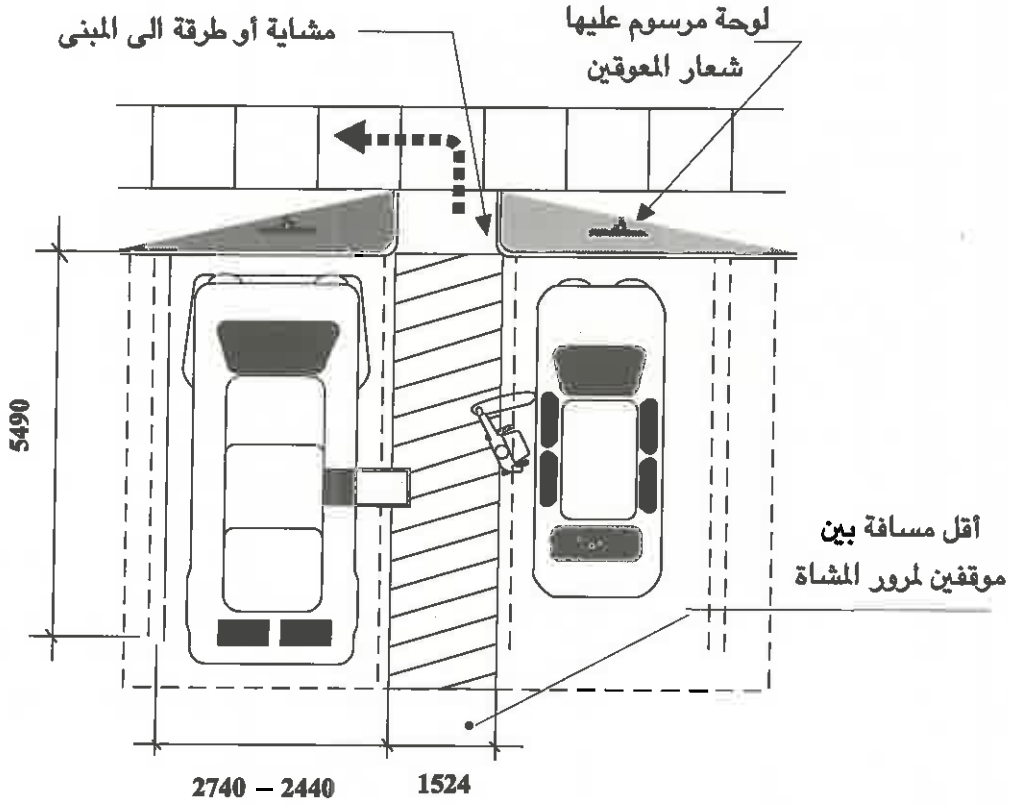 لوحة مرسوم عليها
شعار المعوقين
مشاية أو طرقة الى المبنى
5490
أقل مسافة بين
موقفين لمرور المشاة
2740 – 2440
1524